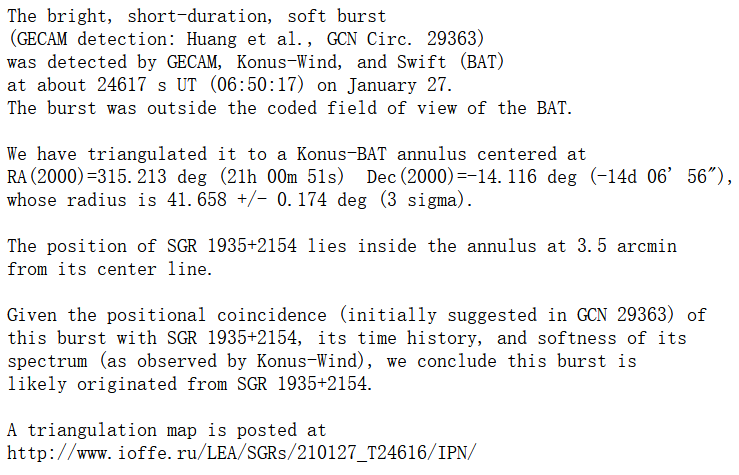 The bright, short-duration, soft burst
(GECAM detection: Huang et al., GCN Circ. 29363)
was detected by GECAM, Konus-Wind, and Swift (BAT)
at about 24617 s UT (06:50:17) on January 27.
The burst was outside the coded field of view of the BAT.
We have triangulated it to a Konus-BAT annulus centered at
RA(2000)=315.213 deg (21h 00m 51s)  Dec(2000)=-14.116 deg (-14d 06' 56"),
whose radius is 41.658 +/- 0.174 deg (3 sigma).
The position of SGR 1935+2154 lies inside the annulus at 3.5 arcmin
from its center line.
Given the positional coincidence (initially suggested in GCN 29363) of
this burst with SGR 1935+2154, its time history, and softness of its
spectrum (as observed by Konus-Wind), we conclude this burst is
likely originated from SGR 1935+2154.
A triangulation map is posted at
http://www.ioffe.ru/LEA/SGRs/210127_T24616/IPN/